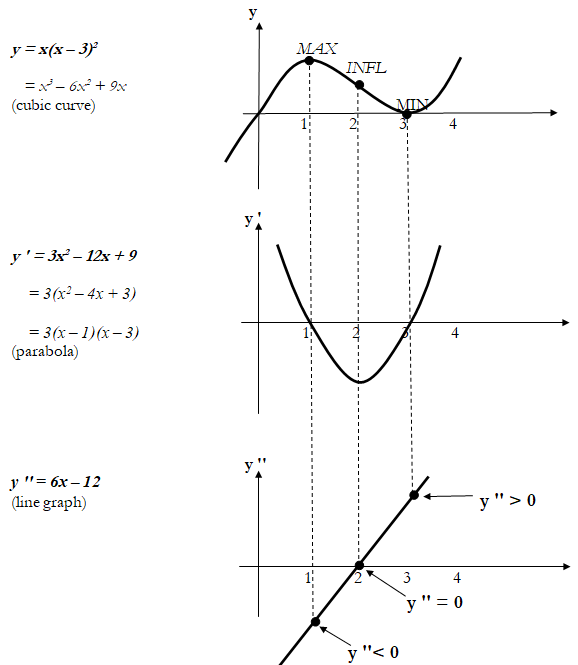 y
y = x(x – 3)²
= x³ – 6x² + 9x
(cubic curve)
MAX
INFL
MIN
1 2 3 4
y '
y ' = 3x² – 12x + 9
= 3(x² – 4x + 3)
= 3(x – 1)(x – 3)
(parabola)
1 2 3 4
y "
y " = 6x – 12
(line graph)
y " > 0
1 2 3 4
y " = 0
y "< 0